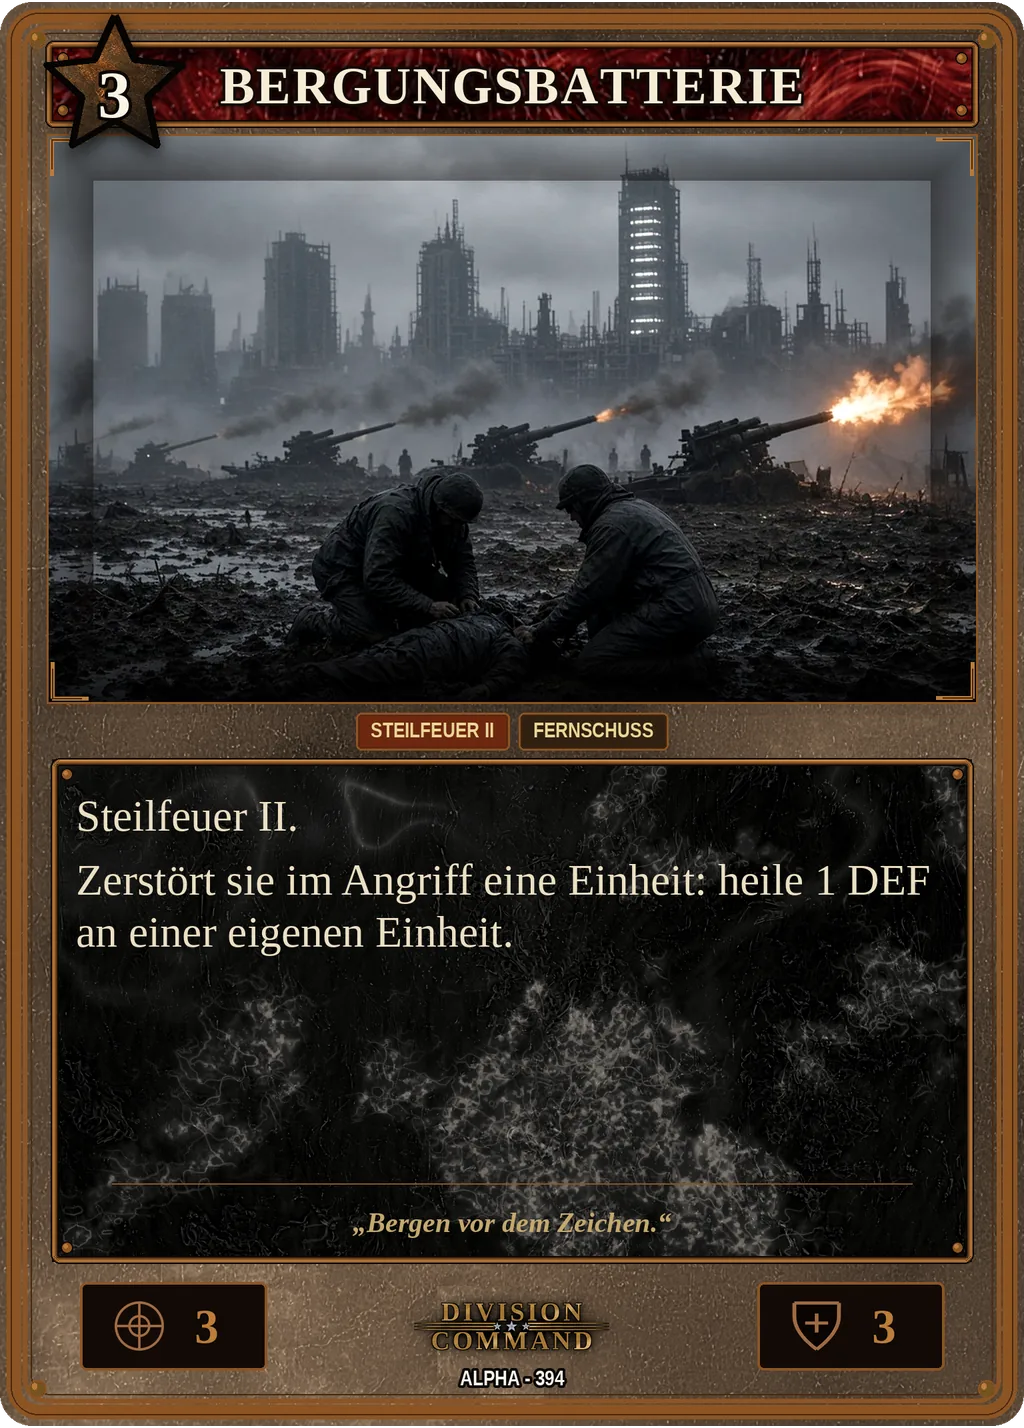 3
BERGUNGSBATTERIE
STEILFEUER II
FERNSCHUSS
Steilfeuer II.
Zerstört sie im Angriff eine Einheit: heile 1 DEF
an einer eigenen Einheit.
„Bergen vor dem Zeichen.“
3
DIVISION
COMMAND
3
ALPHA - 394